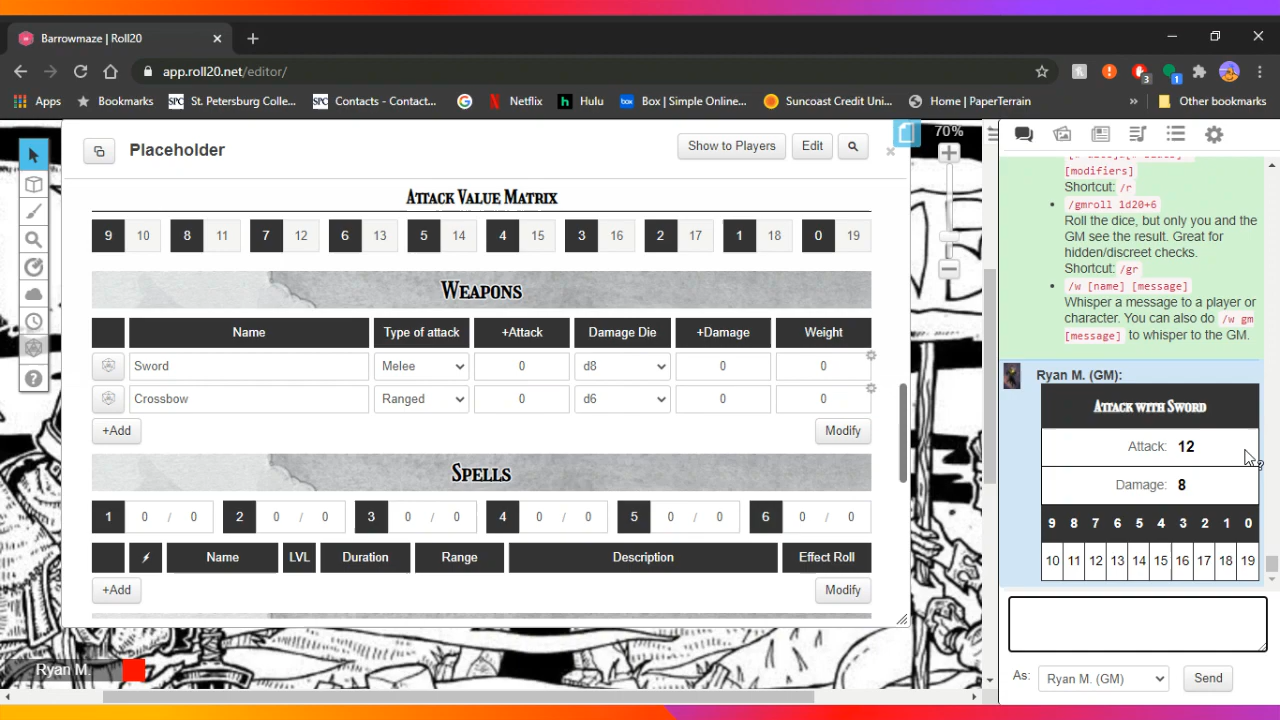 Barrowmaze | Roll20
app.roll20.net/editor/
3
1
Apps
Bookmarks
SPC St. Petersburg Colle...
SPC Contacts - Contact...
Netflix
h Hulu
box Box | Simple Online...
Suncoast Credit Uni...
Home | PaperTerrain
»
Other bookmarks
Placeholder
Show to Players
Edit
70%
Attack Value Matrix
9 10 8 11 7 12 6 13 5 14 4 15 3 16 2 17 1 18 0 19
Weapons
Name Type of attack +Attack Damage Die +Damage Weight
Sword Melee 0 d8 0 0
Crossbow Ranged 0 d6 0 0
+Add Modify
Spells
1 0 / 0 2 0 / 0 3 0 / 0 4 0 / 0 5 0 / 0 6 0 / 0
Name LVL Duration Range Description Effect Roll
+Add Modify
Ryan M.
[modifiers]
Shortcut: /r
• /gmroll 1d20+6
Roll the dice, but only you and the
GM see the result. Great for
hidden/discreet checks.
Shortcut: /gr
• /w [name] [message]
Whisper a message to a player or
character. You can also do /w gm
[message] to whisper to the GM.
Ryan M. (GM):
Attack with Sword
Attack: 12
Damage: 8
9 8 7 6 5 4 3 2 1 0
10 11 12 13 14 15 16 17 18 19
As: Ryan M. (GM) Send